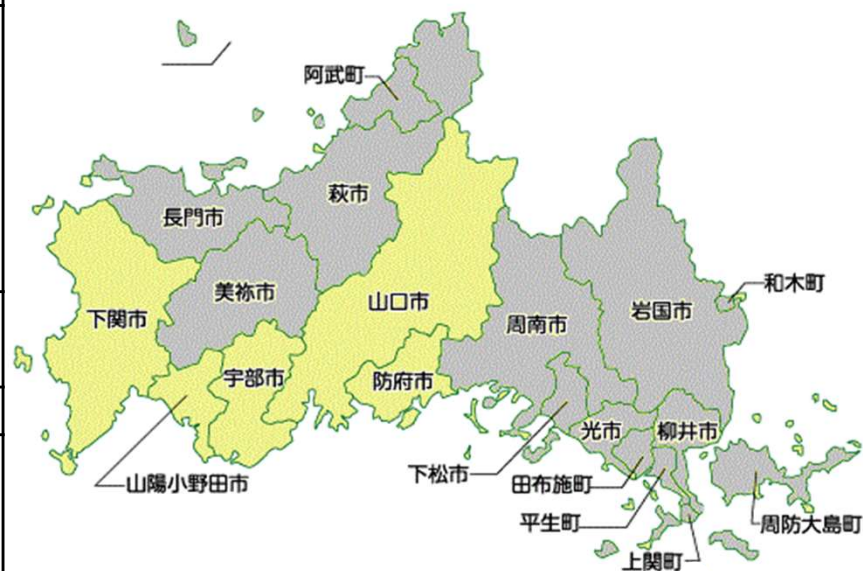 阿武町
萩市
長門市
美祢市
山口市
下関市
和木町
岩国市
周南市
宇部市
防府市
光市
柳井市
下松市
山陽小野田市
田布施町
平生町
周防大島町
上関町